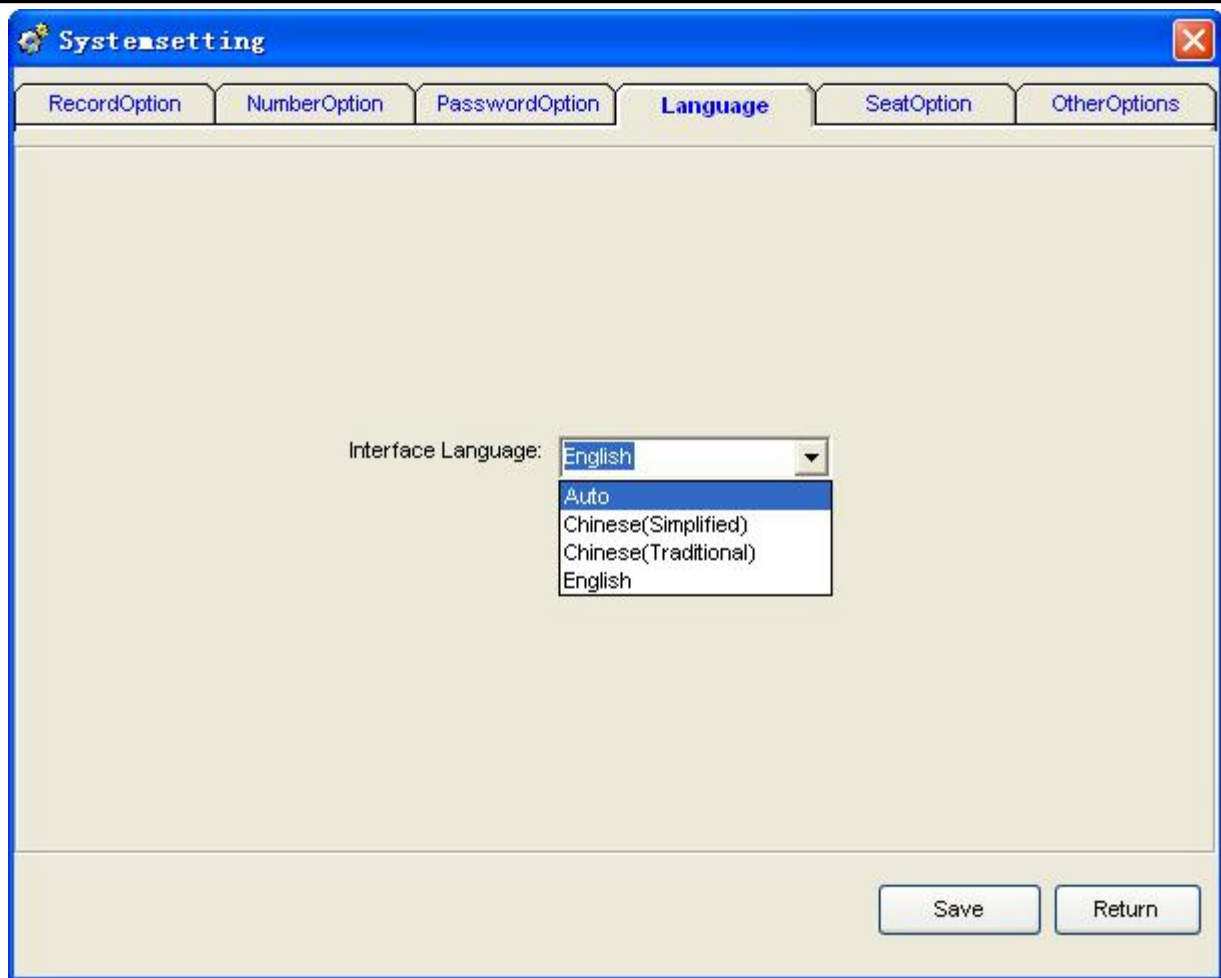 Systemsetting
RecordOption NumberOption PasswordOption Language SeatOption OtherOptions
Interface Language: English
Auto
Chinese(Simplified)
Chinese(Traditional)
English
Save Return